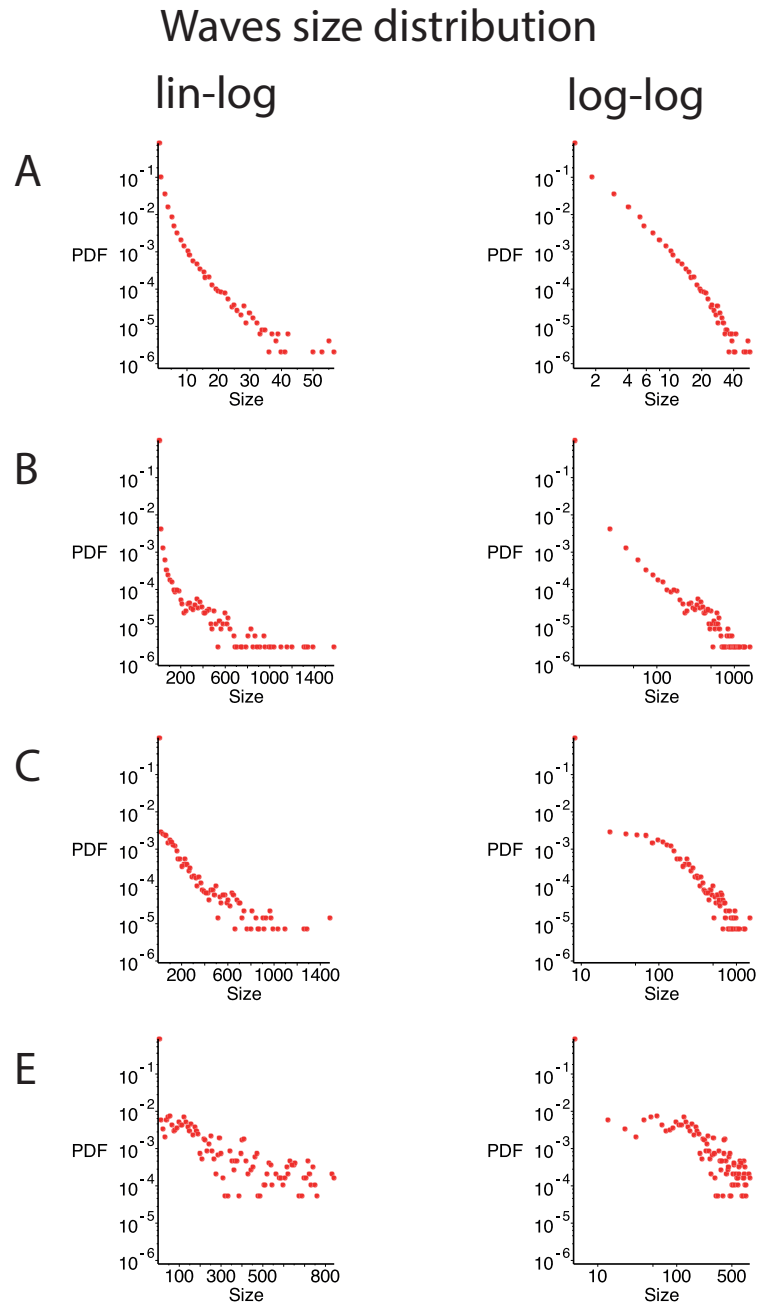 Waves size distribution
lin-log log-log
A
10^-1 10^-1
10^-2 10^-2
PDF 10^-3 PDF 10^-3
10^-4 10^-4
10^-5 10^-5
10^-6 10^-6
10 20 30 40 50 2 4 6 10 20 40
Size Size
B
10^-1 10^-1
10^-2 10^-2
PDF 10^-3 PDF 10^-3
10^-4 10^-4
10^-5 10^-5
10^-6 10^-6
200 600 1000 1400 100 1000
Size Size
C
10^-1 10^-1
10^-2 10^-2
PDF 10^-3 PDF 10^-3
10^-4 10^-4
10^-5 10^-5
10^-6 10^-6
200 600 1000 1400 10 100 1000
Size Size
E
10^-1 10^-1
10^-2 10^-2
PDF 10^-3 PDF 10^-3
10^-4 10^-4
10^-5 10^-5
10^-6 10^-6
100 300 500 800 10 100 500
Size Size